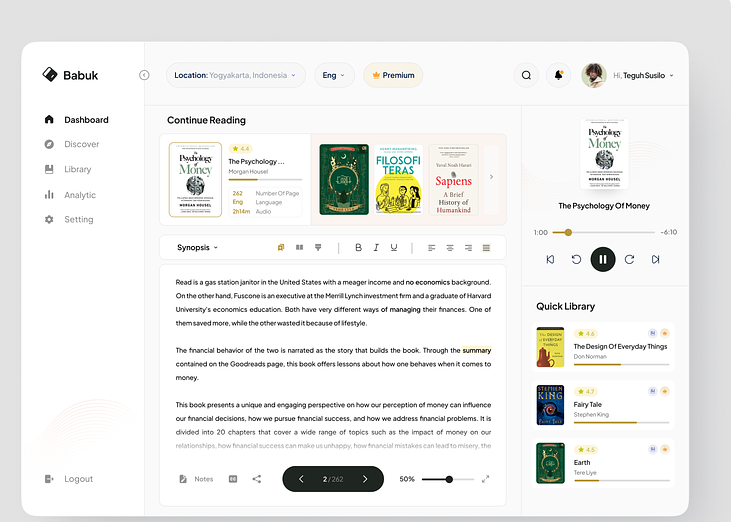 Babuk
Location: Yogyakarta, Indonesia
Eng
Premium
Hi, Teguh Susilo
Dashboard
Discover
Library
Analytic
Setting
Logout
Continue Reading
The Psychology of Money
MORGAN HOUSEL
4.4
The Psychology ...
Morgan Housel
262 Number Of Page
Eng Language
2h14m Audio
FILOSOFI
TERAS
Yuval Noah Harari
Sapiens
A Brief
History of
Humankind
Synopsis
B I U
Read is a gas station janitor in the United States with a meager income and no economics background.
On the other hand, Fuscone is an executive at the Merrill Lynch investment firm and a graduate of Harvard
University's economics education. Both have very different ways of managing their finances. One of
them saved more, while the other wasted it because of lifestyle.
The financial behavior of the two is narrated as the story that builds the book. Through the summary
contained on the Goodreads page, this book offers lessons about how one behaves when it comes to
money.
This book presents a unique and engaging perspective on how our perception of money can influence
our financial decisions, how we pursue financial success, and how we address financial problems. It is
divided into 20 chapters that cover a wide range of topics such as the impact of money on our
relationships, how financial success can make us unhappy, how financial mistakes can lead to misery, the
Notes
2 / 262
50%
The Psychology of Money
MORGAN HOUSEL
The Psychology Of Money
1:00
-6:10
Quick Library
The DESIGN
OF EVERYDAY
THINGS
4.6
The Design Of Everyday Things
Don Norman
STEPHEN
KING
4.7
Fairy Tale
Stephen King
4.5
Earth
Tere Liye